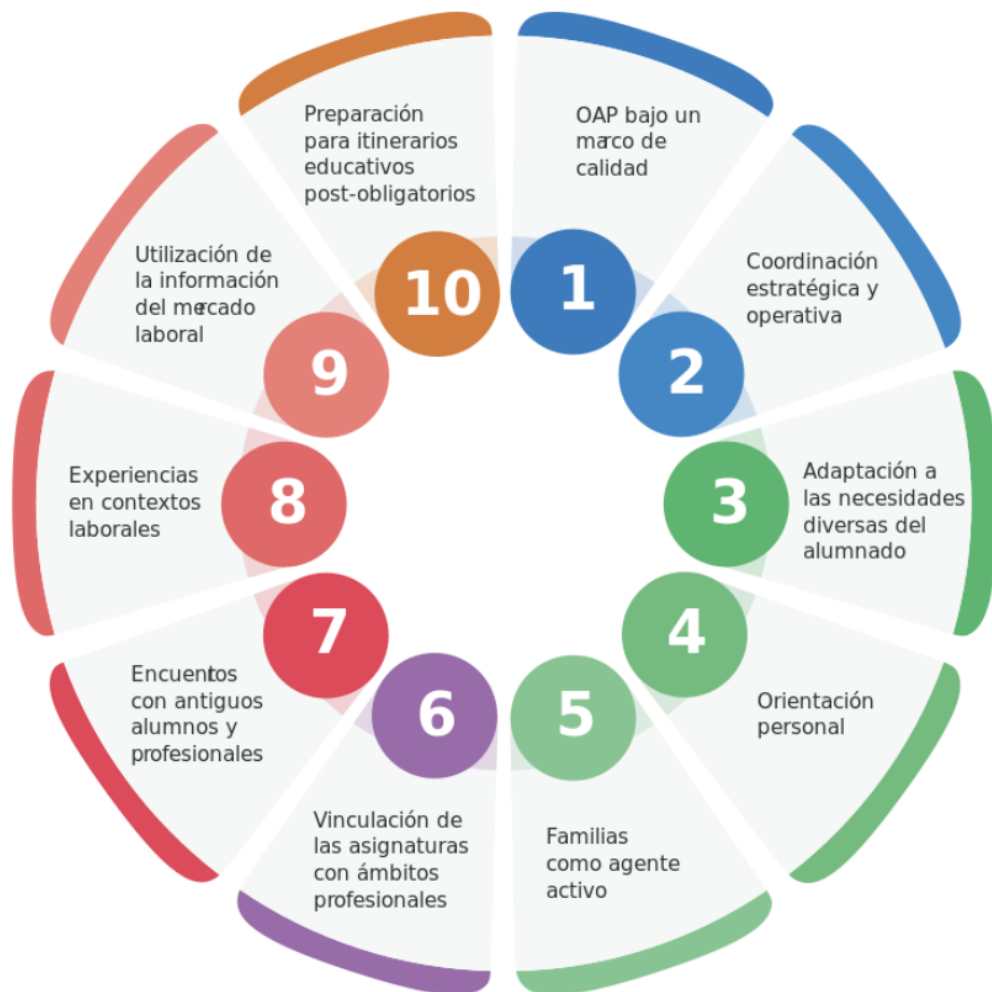 OAP bajo un
marco de
calidad
1
Coordinación
estratégica y
operativa
2
Adaptación a
las necesidades
diversas del
alumnado
3
Orientación
personal
4
Familias
como agente
activo
5
Vinculación de
las asignaturas
con ámbitos
profesionales
6
Encuentros
con antiguos
alumnos y
profesionales
7
Experiencias
en contextos
laborales
8
Utilización de
la información
del mercado
laboral
9
Preparación
para itinerarios
educativos
post-obligatorios
10